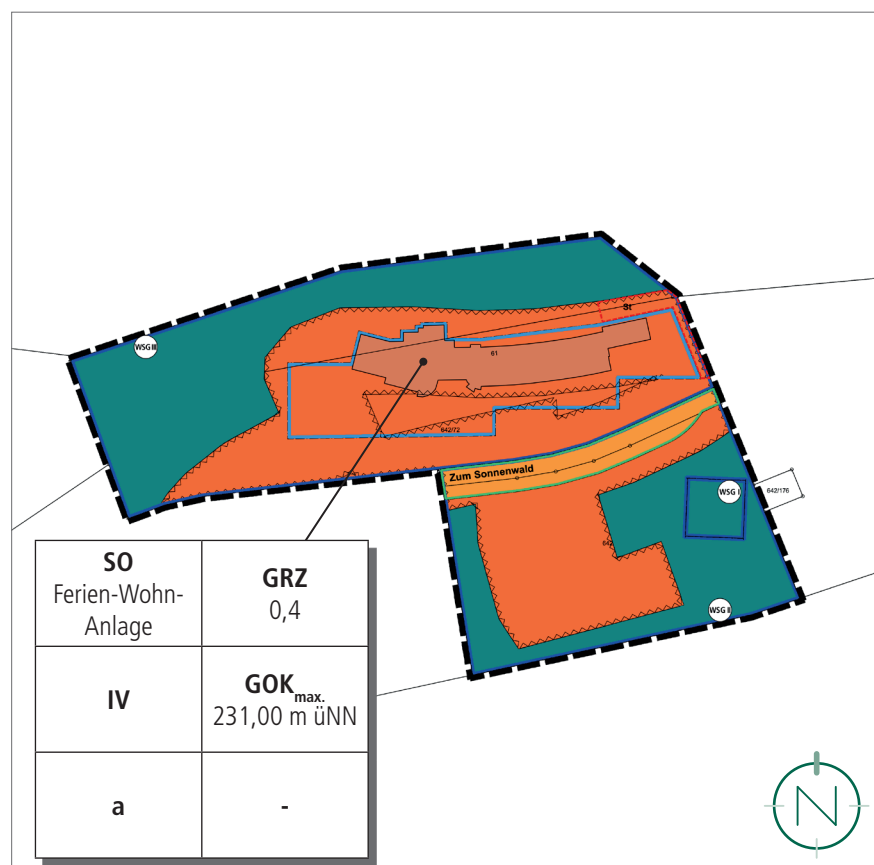 St
WSG III
61
642/72
Zum Sonnenwald
WSG I
642/176
WSG II
SO
Ferien-Wohn-
Anlage
GRZ
0,4
IV
GOKmax.
231,00 m üNN
a
-
N